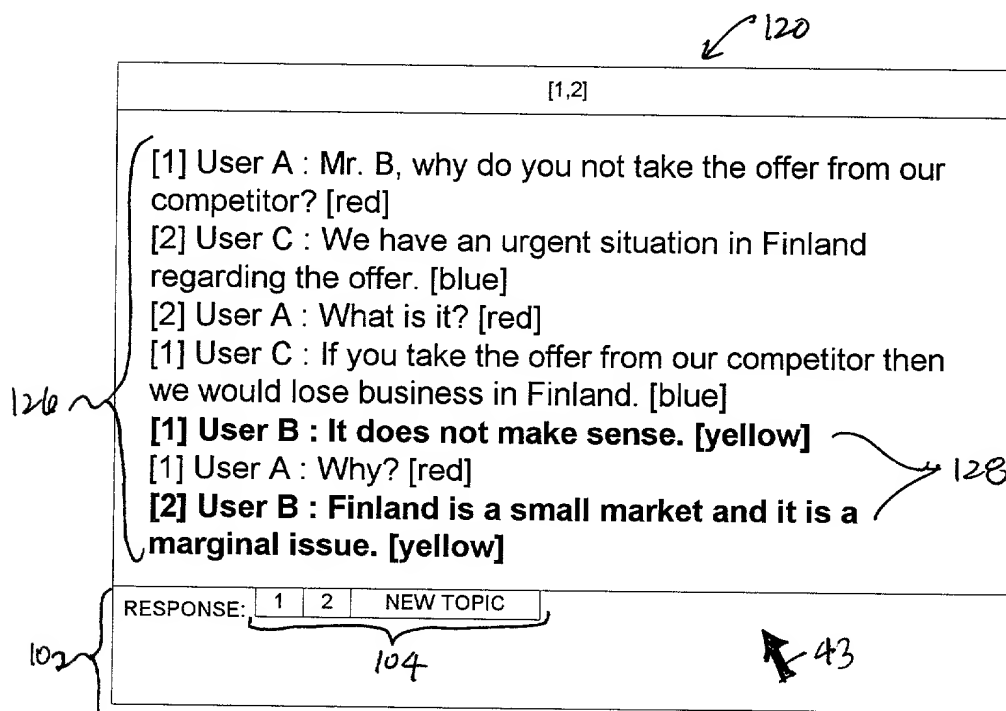 120
[1,2]
[1] User A : Mr. B, why do you not take the offer from our
competitor? [red]
[2] User C : We have an urgent situation in Finland
regarding the offer. [blue]
[2] User A : What is it? [red]
[1] User C : If you take the offer from our competitor then
we would lose business in Finland. [blue]
126
[1] User B : It does not make sense. [yellow]
[1] User A : Why? [red]
128
[2] User B : Finland is a small market and it is a
marginal issue. [yellow]
RESPONSE: 1 2 NEW TOPIC
102
104
43